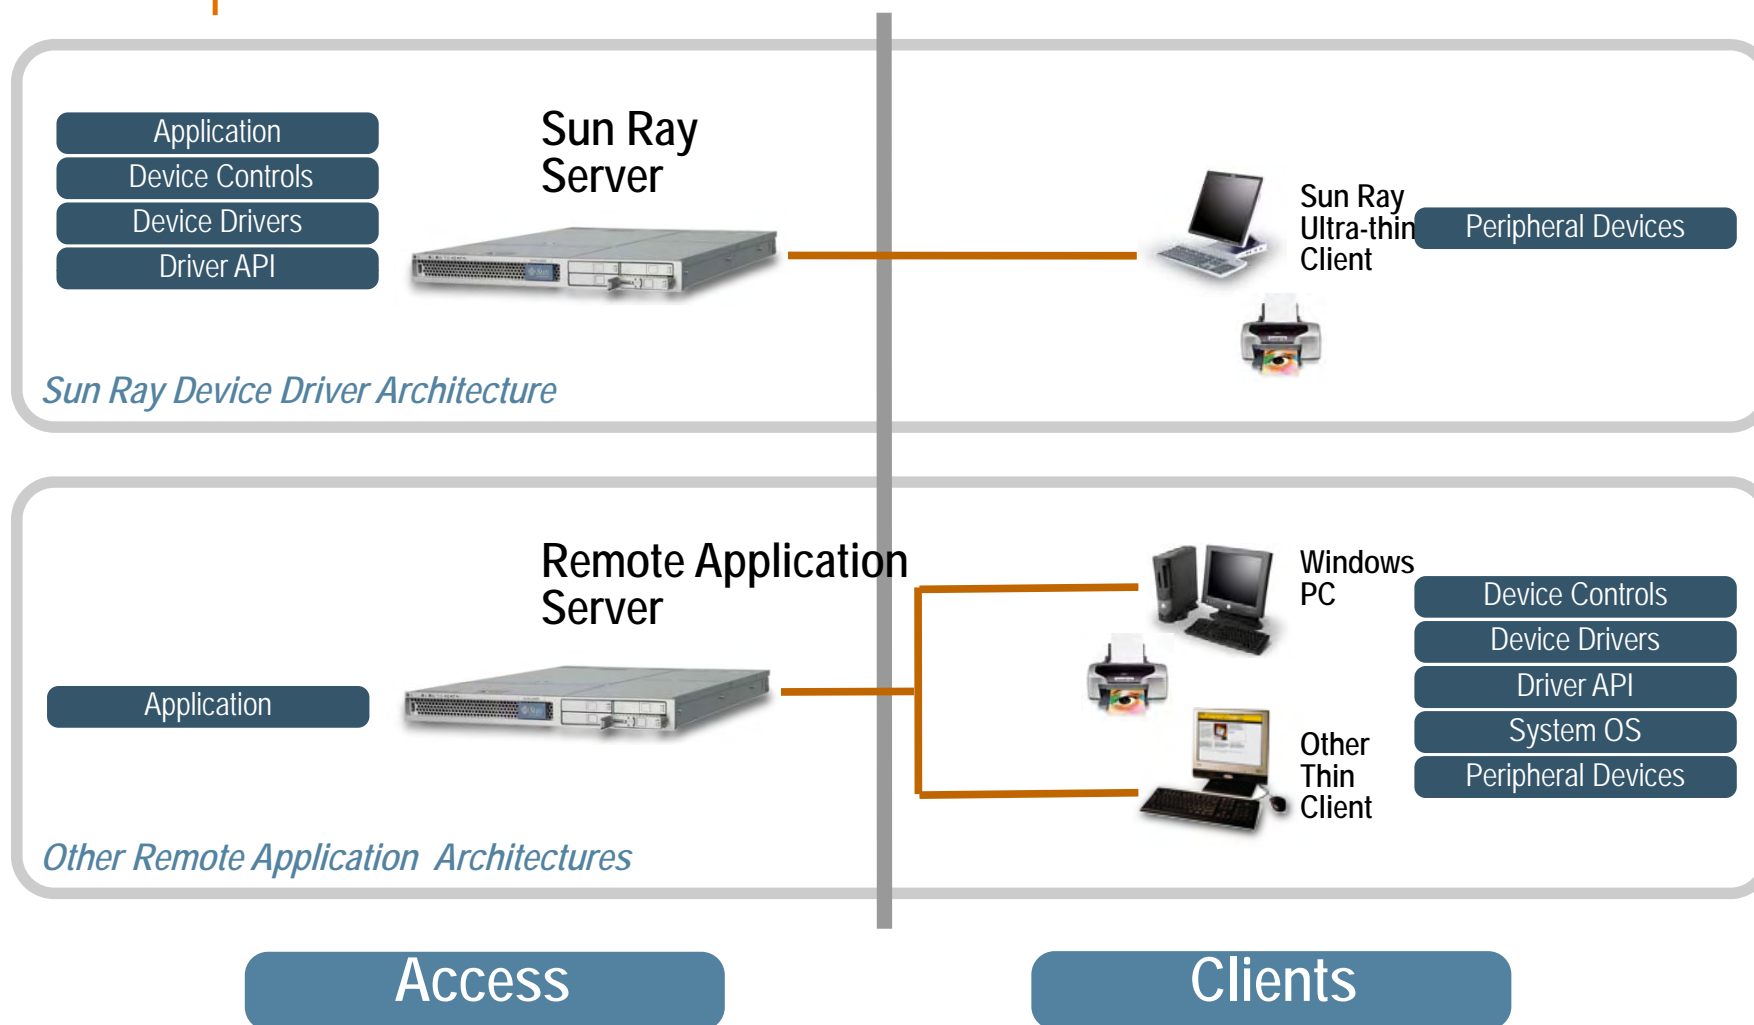 Application
Device Controls
Device Drivers
Driver API
Sun Ray
Server
Sun
Sun Ray
Ultra-thin
Client
Peripheral Devices
Sun Ray Device Driver Architecture
Remote Application
Server
Application
Windows
PC
Other
Thin
Client
Device Controls
Device Drivers
Driver API
System OS
Peripheral Devices
Other Remote Application Architectures
Access
Clients